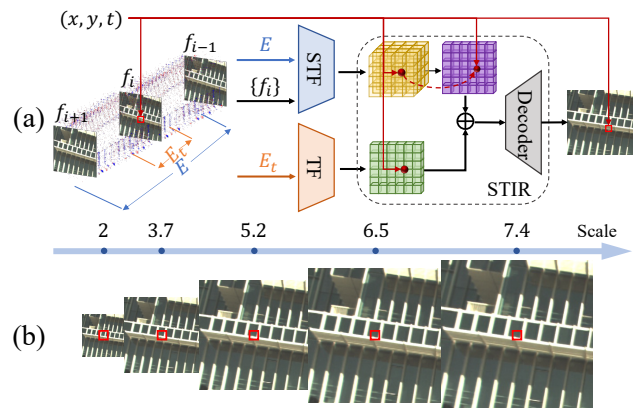 (x, y, t)
f_{i−1}
f_i
f_{i+1}
E
{f_i}
STF
(a)
E_t
E
E_t
TF
Decoder
STIR
2 3.7 5.2 6.5 7.4 Scale
(b)